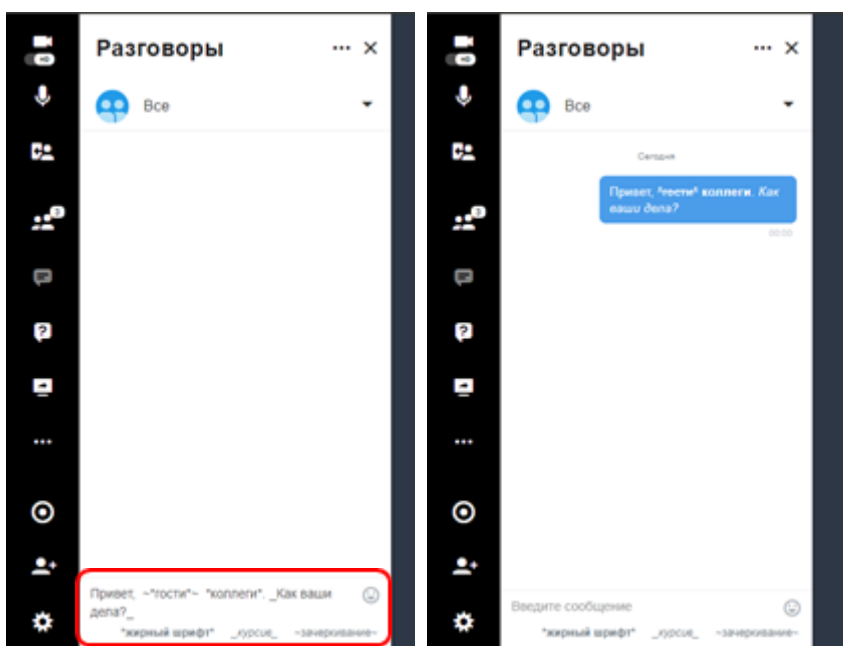 Разговоры
Все
Привет, ~*гости*~ *коллеги*. _Как ваши
дела?_
*жирный шрифт* _курсив_ ~зачеркивание~
Разговоры
Все
Сегодня
Привет, *гости* коллеги. Как
ваши дела?
00:00
Введите сообщение
*жирный шрифт* _курсив_ ~зачеркивание~